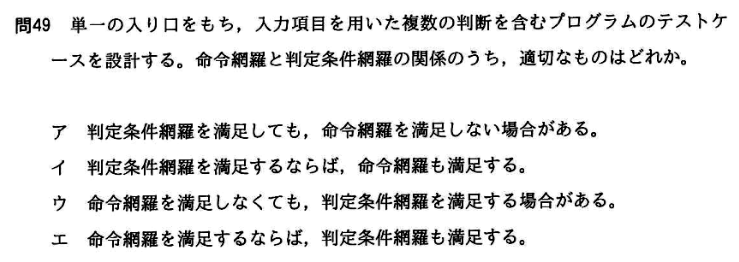 問49 単一の入り口をもち，入力項目を用いた複数の判断を含むプログラムのテストケ
ースを設計する。命令網羅と判定条件網羅の関係のうち，適切なものはどれか。
ア 判定条件網羅を満足しても，命令網羅を満足しない場合がある。
イ 判定条件網羅を満足するならば，命令網羅も満足する。
ウ 命令網羅を満足しなくても，判定条件網羅を満足する場合がある。
エ 命令網羅を満足するならば，判定条件網羅も満足する。